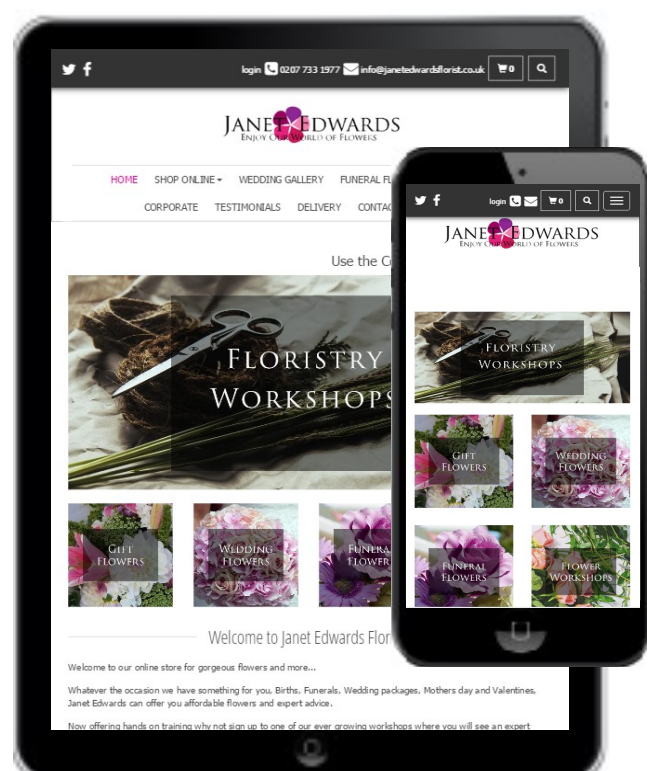 login 0207 733 1977 info@janetedwardsflorist.co.uk 0
JANET EDWARDS
ENJOY OUR WORLD OF FLOWERS
HOME SHOP ONLINE WEDDING GALLERY FUNERAL FL
CORPORATE TESTIMONIALS DELIVERY CONTAC
Use the C
FLORISTRY
WORKSHOPS
GIFT
FLOWERS
WEDDING
FLOWERS
FUNERA
FLOWER
Welcome to Janet Edwards Flor
Welcome to our online store for gorgeous flowers and more...
Whatever the occasion we have something for you, Births, Funerals, Wedding packages, Mothers day and Valentines,
Janet Edwards can offer you affordable flowers and expert advice.
Now offering hands on training why not sign up to one of our ever growing workshops where you will see an expert
login 0
JANET EDWARDS
ENJOY OUR WORLD OF FLOWERS
FLORISTRY
WORKSHOPS
GIFT
FLOWERS
WEDDING
FLOWERS
FUNERAL
FLOWERS
FLOWER
WORKSHOPS